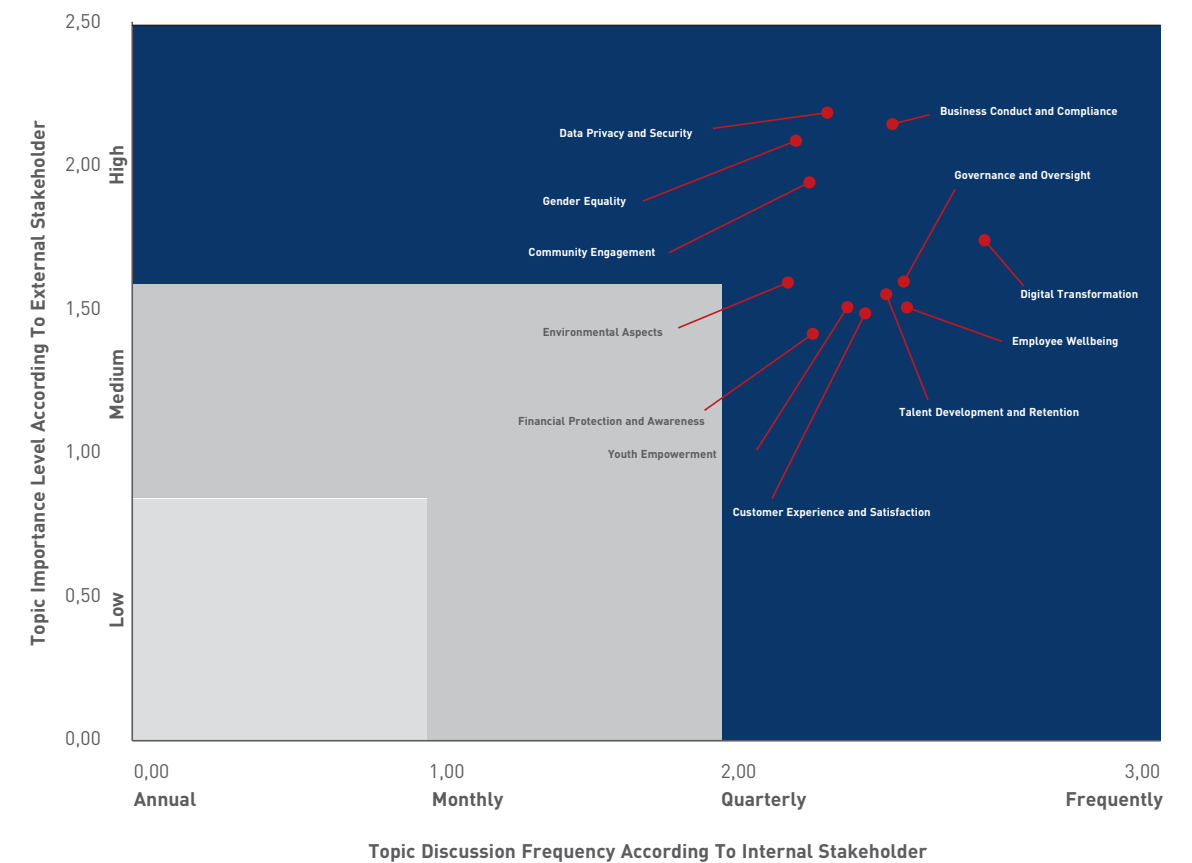 2,50
2,00
1,50
1,00
0,50
0,00
Topic Importance Level According To External Stakeholder
High
Medium
Low
Data Privacy and Security
Business Conduct and Compliance
Governance and Oversight
Gender Equality
Community Engagement
Digital Transformation
Environmental Aspects
Employee Wellbeing
Talent Development and Retention
Financial Protection and Awareness
Youth Empowerment
Customer Experience and Satisfaction
0,00
1,00
2,00
3,00
Annual
Monthly
Quarterly
Frequently
Topic Discussion Frequency According To Internal Stakeholder